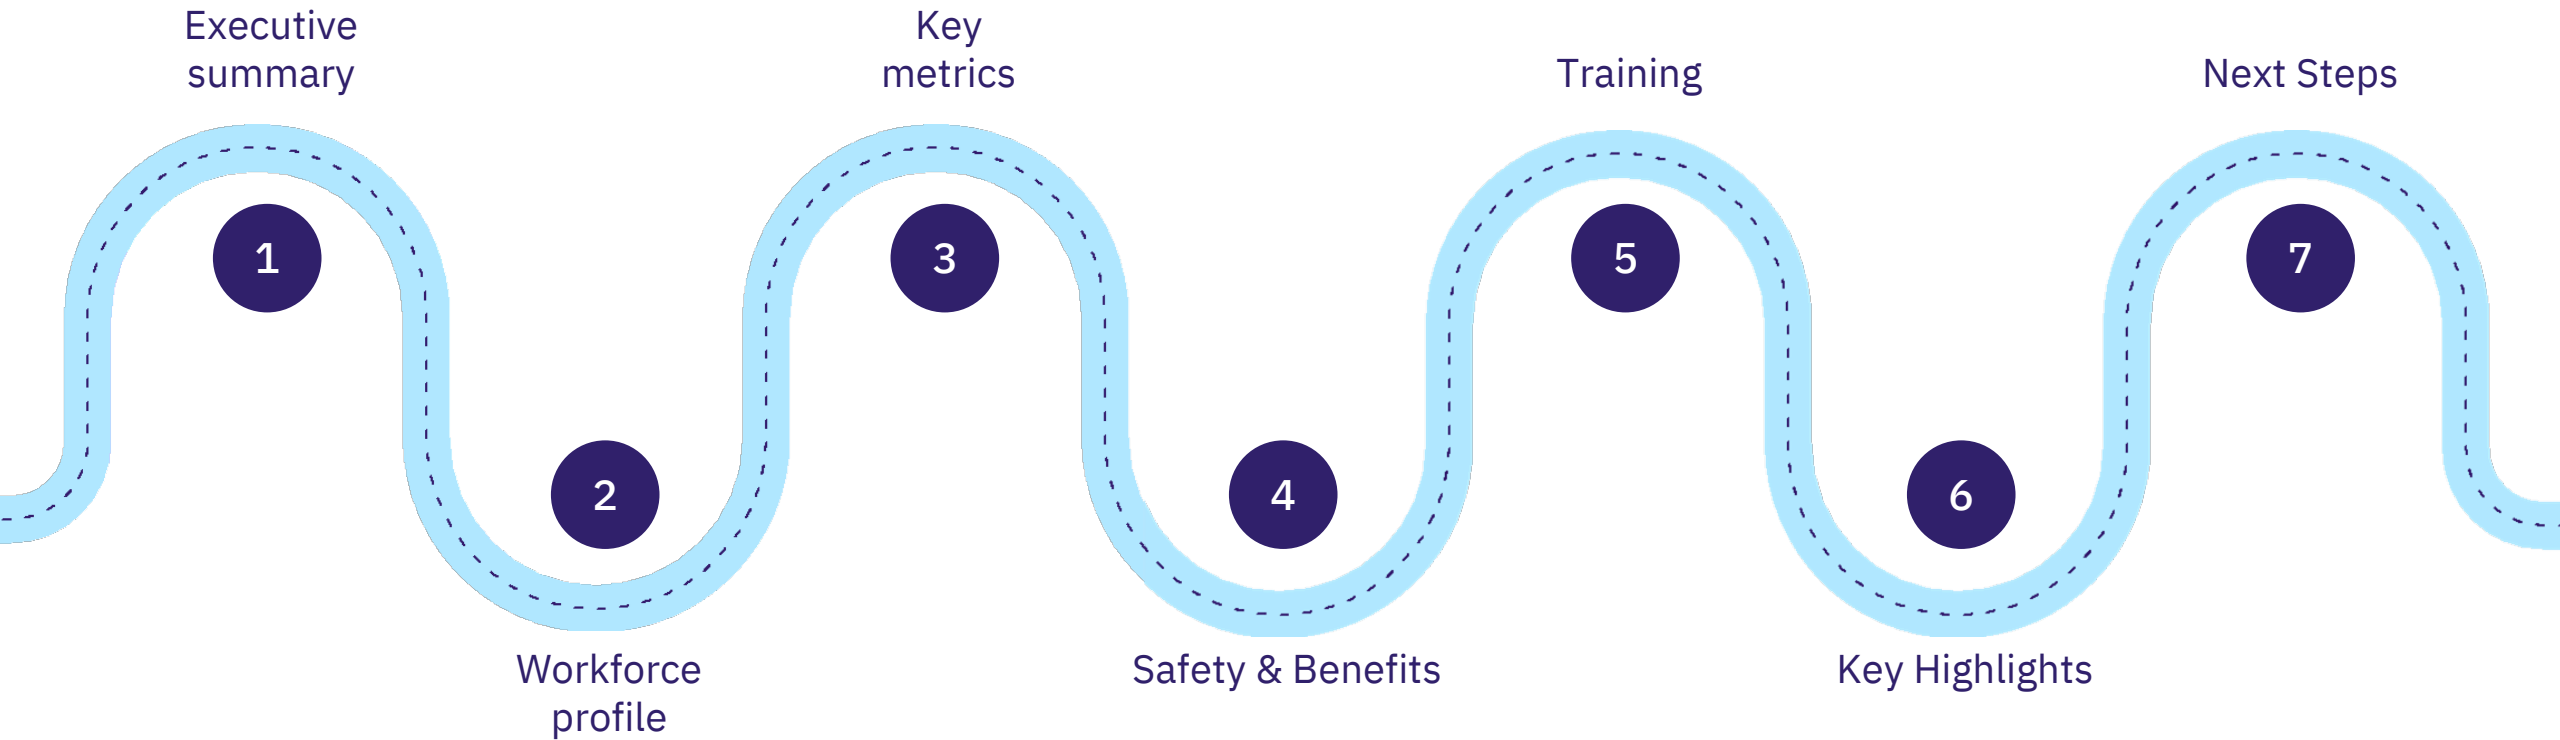 Executive
summary
1
2
Workforce
profile
Key
metrics
3
4
Safety & Benefits
Training
5
6
Key Highlights
Next Steps
7